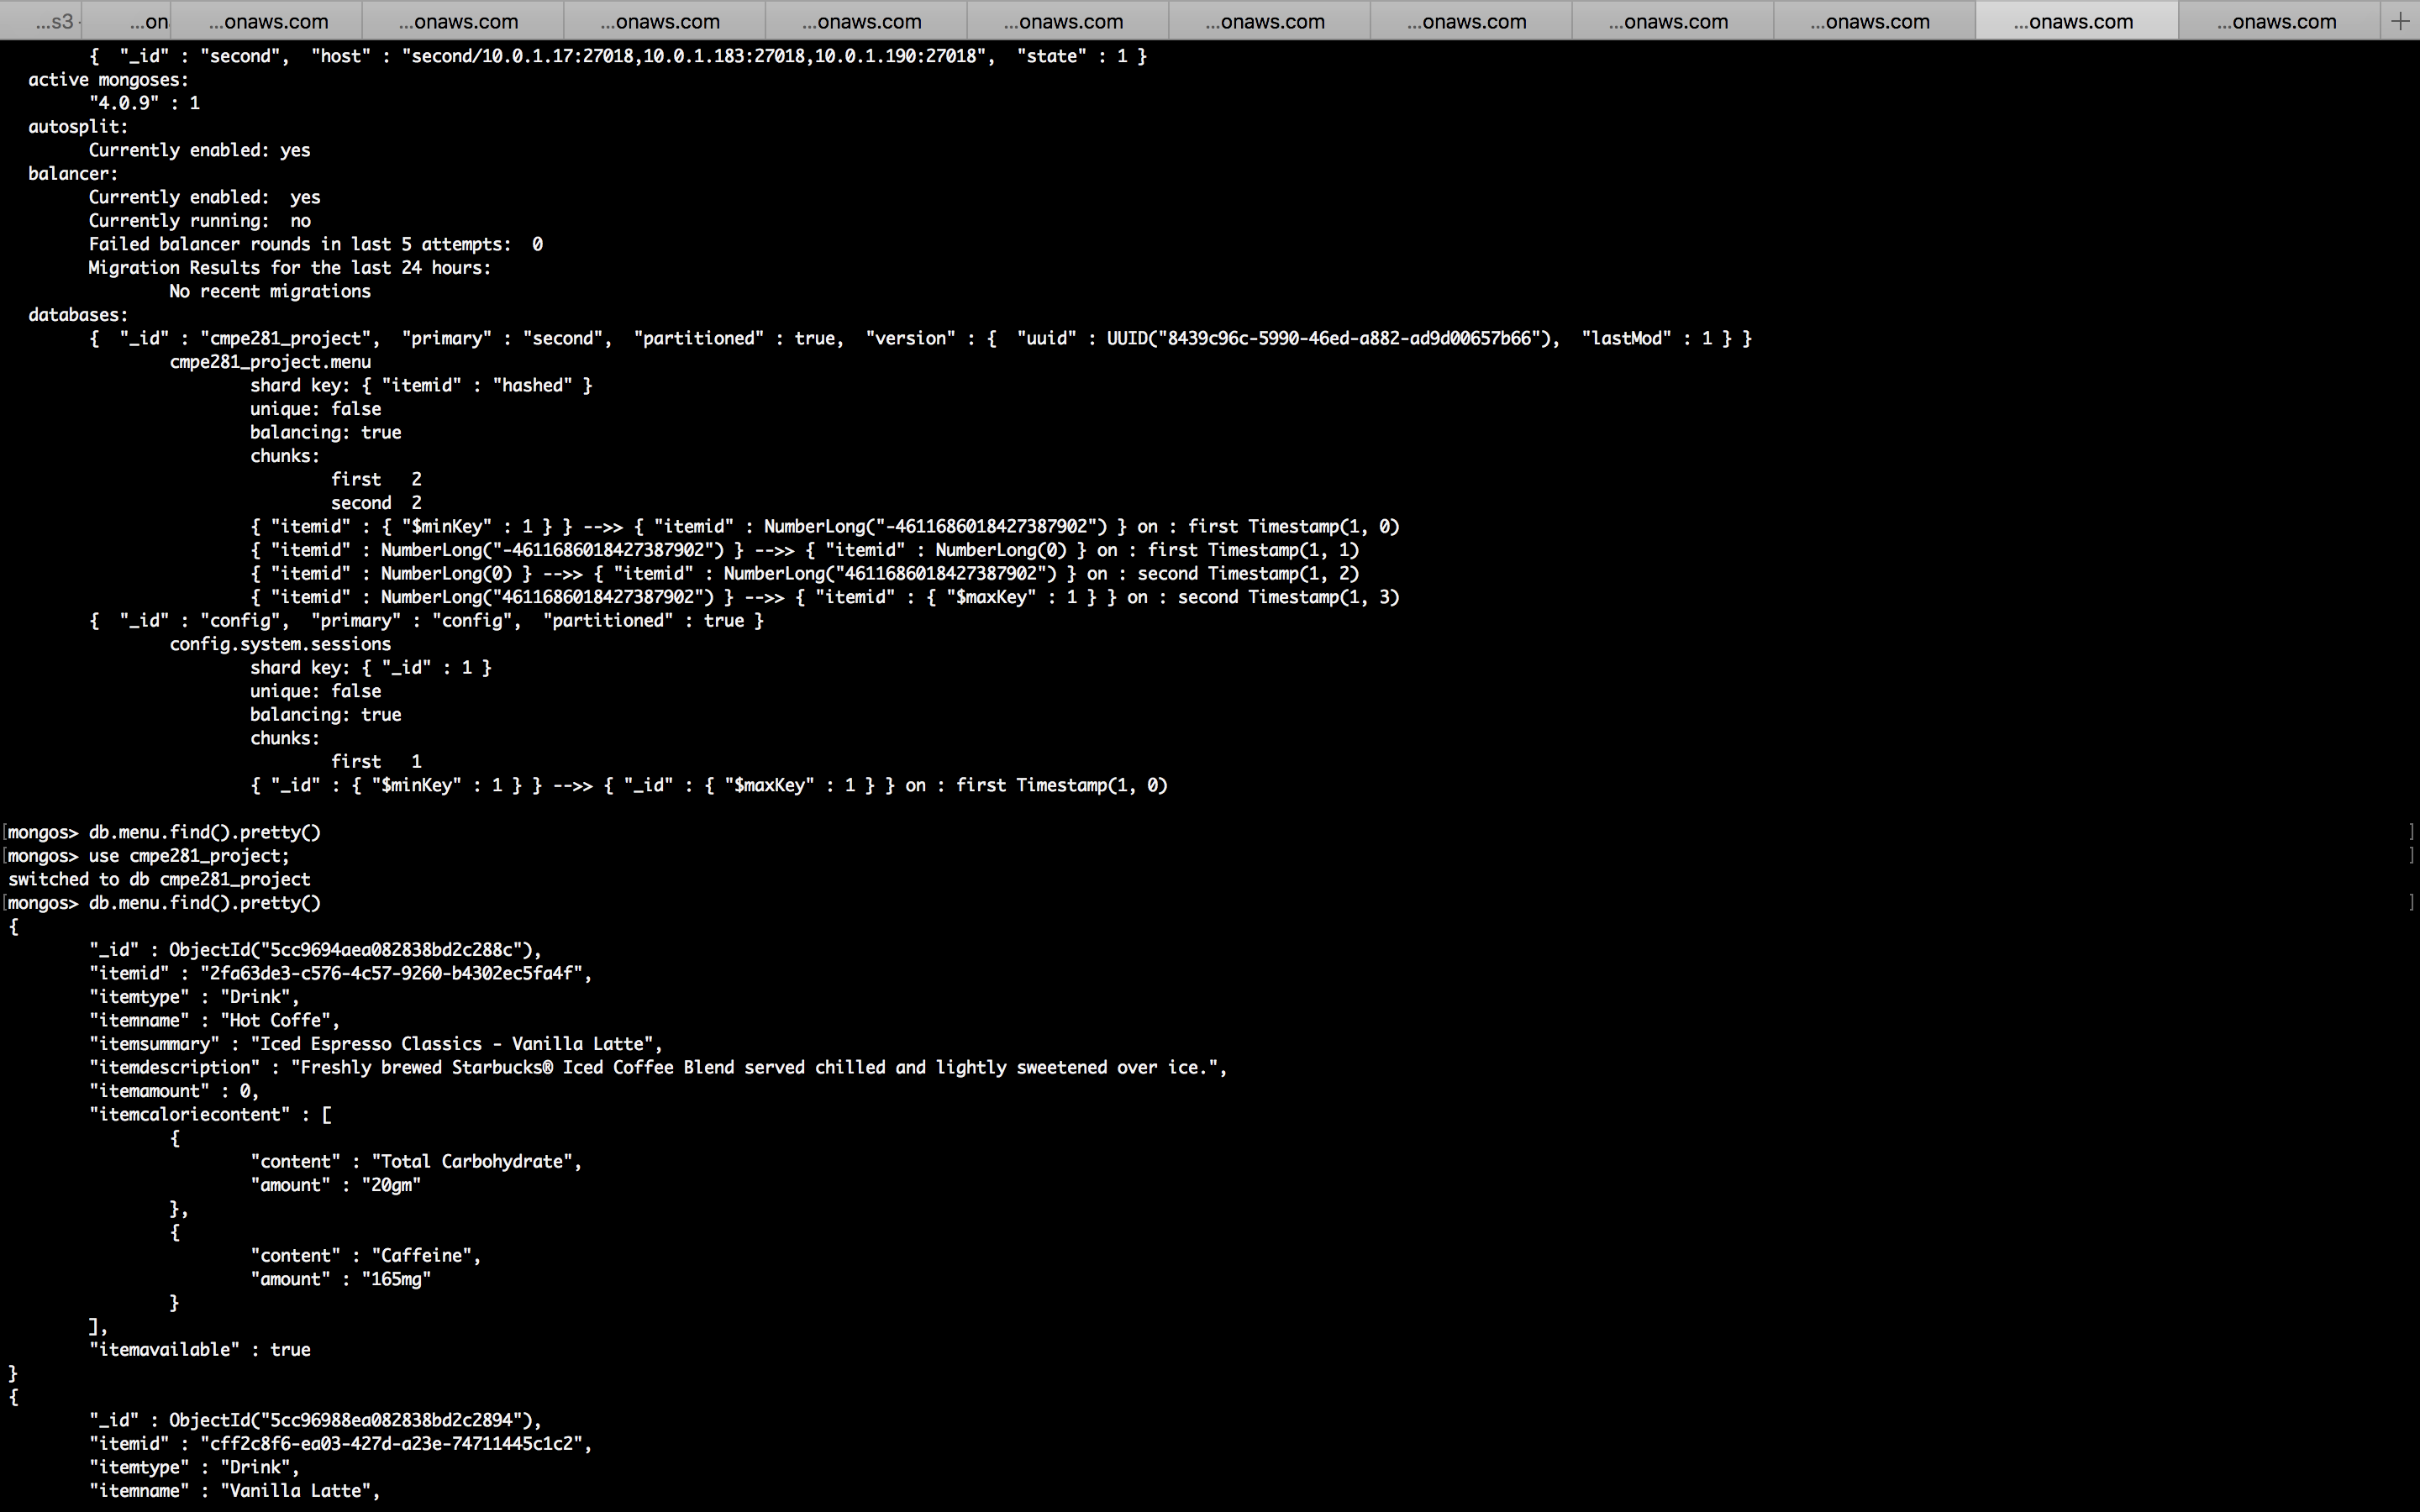 ...s3 ...on ...onaws.com ...onaws.com ...onaws.com ...onaws.com ...onaws.com ...onaws.com ...onaws.com ...onaws.com ...onaws.com ...onaws.com ...onaws.com +
{ "_id" : "second", "host" : "second/10.0.1.17:27018,10.0.1.183:27018,10.0.1.190:27018", "state" : 1 }
active mongoses:
"4.0.9" : 1
autosplit:
Currently enabled: yes
balancer:
Currently enabled: yes
Currently running: no
Failed balancer rounds in last 5 attempts: 0
Migration Results for the last 24 hours:
No recent migrations
databases:
{ "_id" : "cmpe281_project", "primary" : "second", "partitioned" : true, "version" : { "uuid" : UUID("8439c96c-5990-46ed-a882-ad9d00657b66"), "lastMod" : 1 } }
cmpe281_project.menu
shard key: { "itemid" : "hashed" }
unique: false
balancing: true
chunks:
first 2
second 2
{ "itemid" : { "$minKey" : 1 } } -->> { "itemid" : NumberLong("-4611686018427387902") } on : first Timestamp(1, 0)
{ "itemid" : NumberLong("-4611686018427387902") } -->> { "itemid" : NumberLong(0) } on : first Timestamp(1, 1)
{ "itemid" : NumberLong(0) } -->> { "itemid" : NumberLong("4611686018427387902") } on : second Timestamp(1, 2)
{ "itemid" : NumberLong("4611686018427387902") } -->> { "itemid" : { "$maxKey" : 1 } } on : second Timestamp(1, 3)
{ "_id" : "config", "primary" : "config", "partitioned" : true }
config.system.sessions
shard key: { "_id" : 1 }
unique: false
balancing: true
chunks:
first 1
{ "_id" : { "$minKey" : 1 } } -->> { "_id" : { "$maxKey" : 1 } } on : first Timestamp(1, 0)
[mongos> db.menu.find().pretty() ]
[mongos> use cmpe281_project; ]
switched to db cmpe281_project
[mongos> db.menu.find().pretty() ]
{
"_id" : ObjectId("5cc9694aea082838bd2c288c"),
"itemid" : "2fa63de3-c576-4c57-9260-b4302ec5fa4f",
"itemtype" : "Drink",
"itemname" : "Hot Coffe",
"itemsummary" : "Iced Espresso Classics - Vanilla Latte",
"itemdescription" : "Freshly brewed Starbucks® Iced Coffee Blend served chilled and lightly sweetened over ice.",
"itemamount" : 0,
"itemcaloriecontent" : [
{
"content" : "Total Carbohydrate",
"amount" : "20gm"
},
{
"content" : "Caffeine",
"amount" : "165mg"
}
],
"itemavailable" : true
}
{
"_id" : ObjectId("5cc96988ea082838bd2c2894"),
"itemid" : "cff2c8f6-ea03-427d-a23e-74711445c1c2",
"itemtype" : "Drink",
"itemname" : "Vanilla Latte",